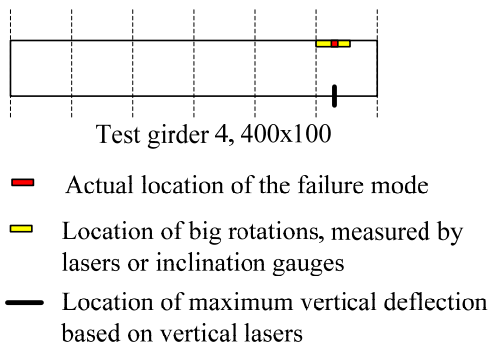 Test girder 4, 400x100
Actual location of the failure mode
Location of big rotations, measured by
lasers or inclination gauges
Location of maximum vertical deflection
based on vertical lasers